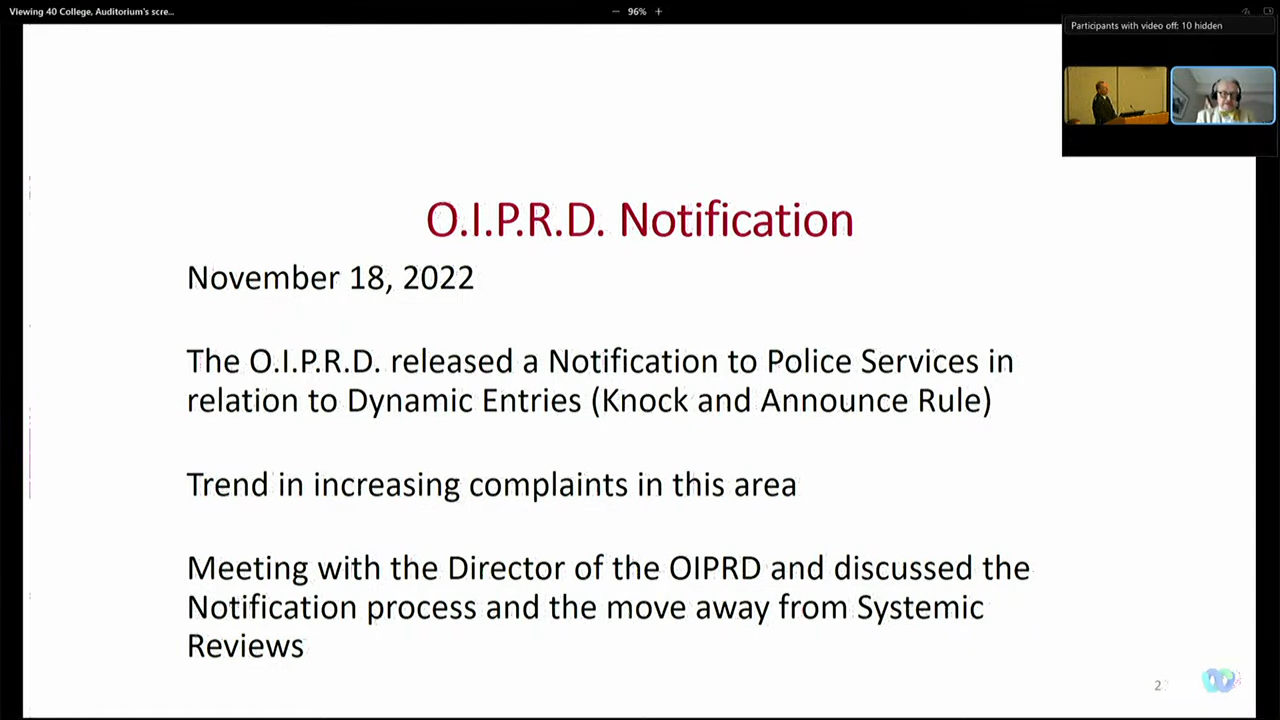 Viewing 40 College, Auditorium's scre...
96%
Participants with video off: 10 hidden
O.I.P.R.D. Notification
November 18, 2022
The O.I.P.R.D. released a Notification to Police Services in
relation to Dynamic Entries (Knock and Announce Rule)
Trend in increasing complaints in this area
Meeting with the Director of the OIPRD and discussed the
Notification process and the move away from Systemic
Reviews
2